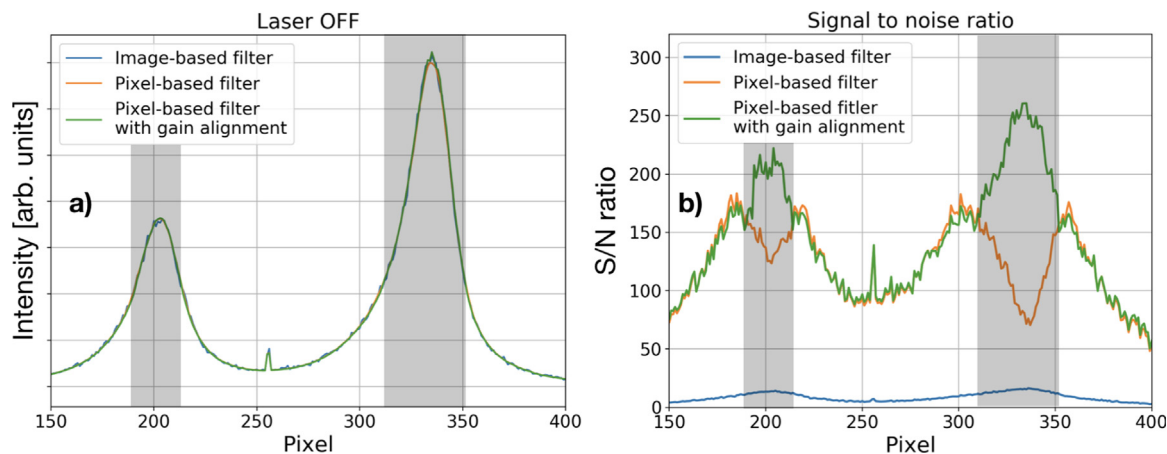 Laser OFF
Image-based filter
Pixel-based filter
Pixel-based filter
with gain alignment
a)
Intensity [arb. units]
150 200 250 300 350 400
Pixel
Signal to noise ratio
300
250
200
150
100
50
0
Image-based filter
Pixel-based filter
Pixel-based fitler
with gain alignment
b)
S/N ratio
150 200 250 300 350 400
Pixel